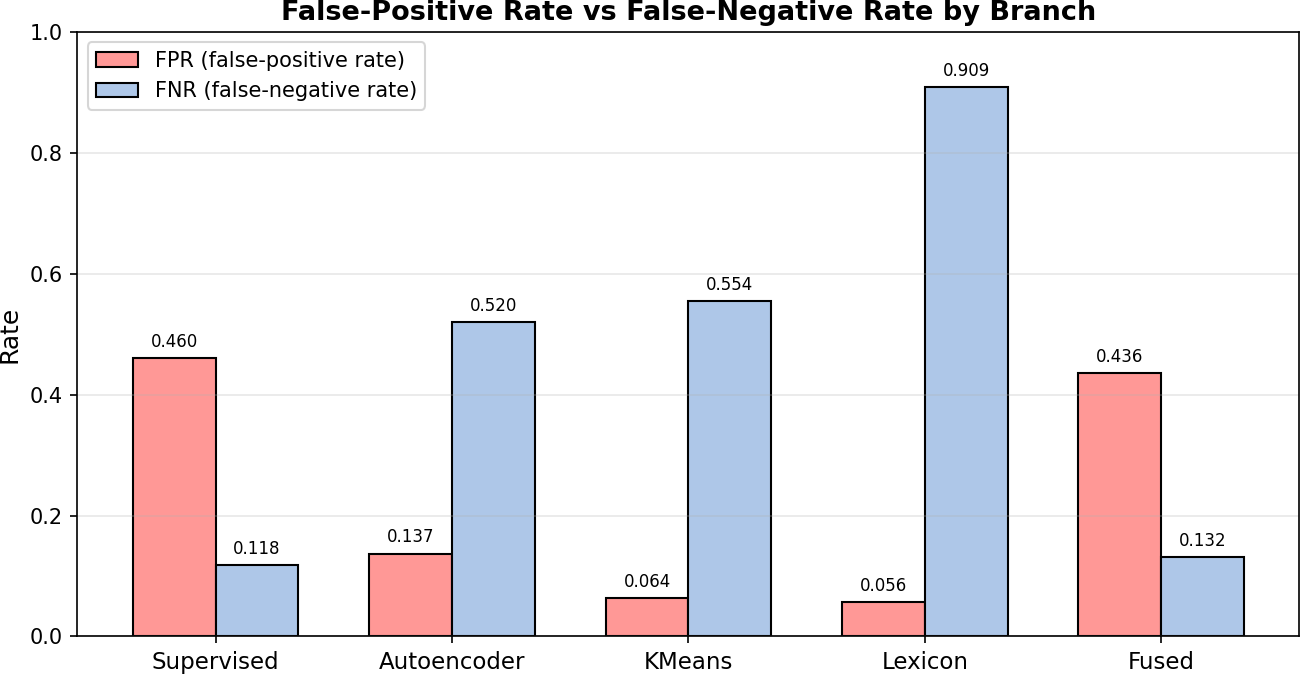 False-Positive Rate vs False-Negative Rate by Branch
FPR (false-positive rate)
FNR (false-negative rate)
Rate
1.0
0.8
0.6
0.4
0.2
0.0
0.460
0.118
0.137
0.520
0.064
0.554
0.056
0.909
0.436
0.132
Supervised
Autoencoder
KMeans
Lexicon
Fused